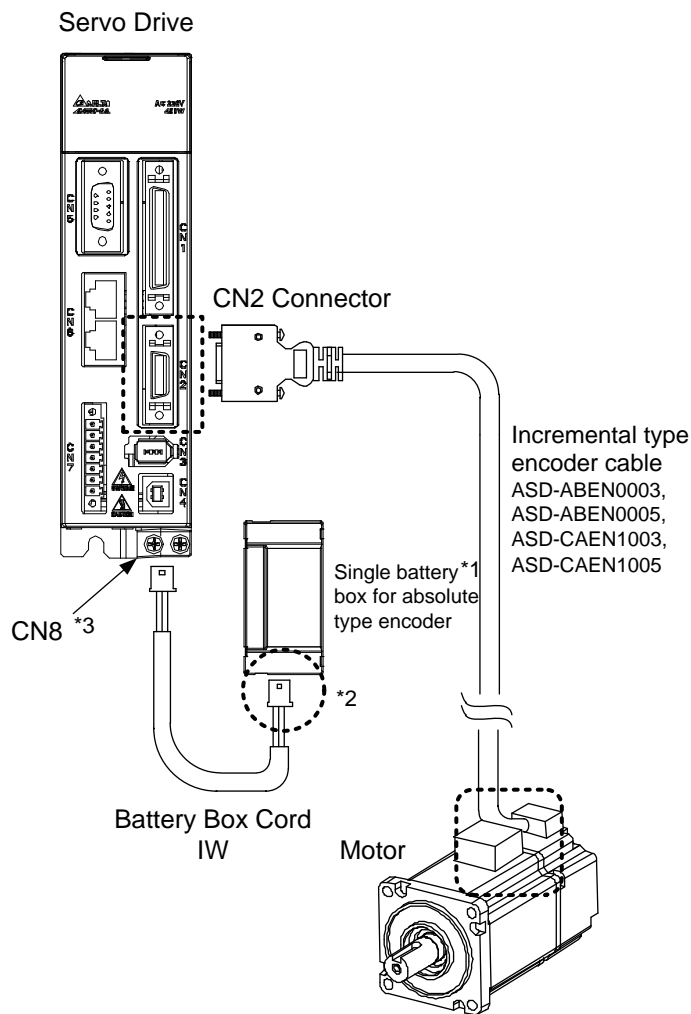 Servo Drive
CN5
CN1
CN6
CN2
CN7
CN3
CN4
CN2 Connector
Incremental type
encoder cable
ASD-ABEN0003,
ASD-ABEN0005,
ASD-CAEN1003,
ASD-CAEN1005
Single battery *1
box for absolute
type encoder
CN8 *3
*2
Battery Box Cord
IW
Motor